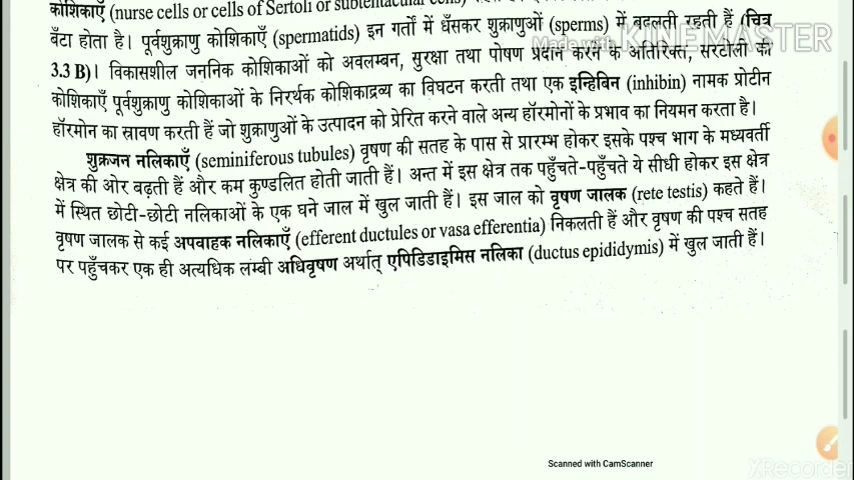 कोशिकाएँ (nurse cells or cells of Sertoli or subtentacular cells)
बँटा होता है। पूर्वशुक्राणु कोशिकाएँ (spermatids) इन गर्तों में धँसकर शुक्राणुओं (sperms) में बदलती रहती हैं (चित्र
3.3 B)। विकासशील जननिक कोशिकाओं को अवलम्बन, सुरक्षा तथा पोषण प्रदान करने के अतिरिक्त, सरटोली की
कोशिकाएँ पूर्वशुक्राणु कोशिकाओं के निरर्थक कोशिकाद्रव्य का विघटन करती तथा एक इन्हिबिन (inhibin) नामक प्रोटीन
हॉरमोन का स्रावण करती हैं जो शुक्राणुओं के उत्पादन को प्रेरित करने वाले अन्य हॉरमोनों के प्रभाव का नियमन करता है।
शुक्रजन नलिकाएँ (seminiferous tubules) वृषण की सतह के पास से प्रारम्भ होकर इसके पश्च भाग के मध्यवर्ती
क्षेत्र की ओर बढ़ती हैं और कम कुण्डलित होती जाती हैं। अन्त में इस क्षेत्र तक पहुँचते-पहुँचते ये सीधी होकर इस क्षेत्र
में स्थित छोटी-छोटी नलिकाओं के एक घने जाल में खुल जाती हैं। इस जाल को वृषण जालक (rete testis) कहते हैं।
वृषण जालक से कई अपवाहक नलिकाएँ (efferent ductules or vasa efferentia) निकलती हैं और वृषण की पश्च सतह
पर पहुँचकर एक ही अत्यधिक लम्बी अधिवृषण अर्थात् एपिडिडाइमिस नलिका (ductus epididymis) में खुल जाती हैं।
Made with KINEMASTER
Scanned with CamScanner
XRecorder